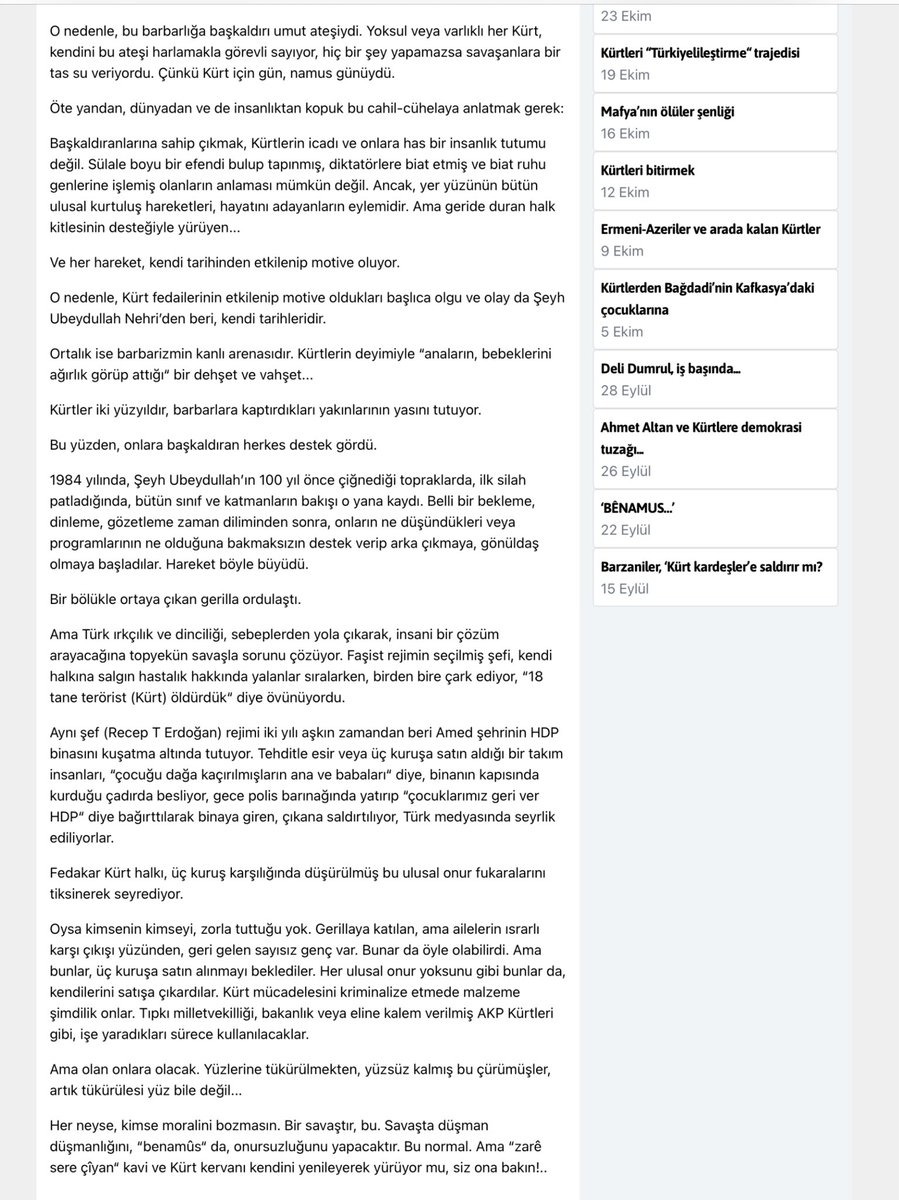 O nedenle, bu barbarlığa başkaldırı umut ateşiydi. Yoksul veya varlıklı her Kürt,
kendini bu ateşi harlamakla görevli sayıyor, hiç bir şey yapamazsa savaşanlara bir
tas su veriyordu. Çünkü Kürt için gün, namus günüydü.
Öte yandan, dünyadan ve de insanlıktan kopuk bu cahil-cühelaya anlatmak gerek:
Başkaldıranlarına sahip çıkmak, Kürtlerin icadı ve onlara has bir insanlık tutumu
değil. Sülale boyu bir efendi bulup tapınmış, diktatörlere biat etmiş ve biat ruhu
genlerine işlemiş olanların anlaması mümkün değil. Ancak, yer yüzünün bütün
ulusal kurtuluş hareketleri, hayatını adayanların eylemidir. Ama geride duran halk
kitlesinin desteğiyle yürüyen...
Ve her hareket, kendi tarihinden etkilenip motive oluyor.
O nedenle, Kürt fedailerinin etkilenip motive oldukları başlıca olgu ve olay da Şeyh
Ubeydullah Nehri’den beri, kendi tarihleridir.
Ortalık ise barbarizmin kanlı arenasıdır. Kürtlerin deyimiyle “anaların, bebeklerini
ağırlık görüp attığı“ bir dehşet ve vahşet...
Kürtler iki yüzyıldır, barbarlara kaptırdıkları yakınlarının yasını tutuyor.
Bu yüzden, onlara başkaldıran herkes destek gördü.
1984 yılında, Şeyh Ubeydullah’ın 100 yıl önce çiğnediği topraklarda, ilk silah
patladığında, bütün sınıf ve katmanların bakışı o yana kaydı. Belli bir bekleme,
dinleme, gözetleme zaman diliminden sonra, onların ne düşündükleri veya
programlarının ne olduğuna bakmaksızın destek verip arka çıkmaya, gönüldaş
olmaya başladılar. Hareket böyle büyüdü.
Bir bölükle ortaya çıkan gerilla ordulaştı.
Ama Türk ırkçılık ve dinciliği, sebeplerden yola çıkarak, insani bir çözüm
arayacağına topyekün savaşla sorunu çözüyor. Faşist rejimin seçilmiş şefi, kendi
halkına salgın hastalık hakkında yalanlar sıralarken, birden bire çark ediyor, “18
tane terörist (Kürt) öldürdük“ diye övünüyordu.
Aynı şef (Recep T Erdoğan) rejimi iki yılı aşkın zamandan beri Amed şehrinin HDP
binasını kuşatma altında tutuyor. Tehditle esir veya üç kuruşa satın aldığı bir takım
insanları, “çocuğu dağa kaçırılmışların ana ve babaları“ diye, binanın kapısında
kurduğu çadırda besliyor, gece polis barınağında yatırıp “çocuklarımız geri ver
HDP“ diye bağırttılarak binaya giren, çıkana saldırtılıyor, Türk medyasında seyrlik
ediliyorlar.
Fedakar Kürt halkı, üç kuruş karşılığında düşürülmüş bu ulusal onur fukaralarını
tiksinerek seyrediyor.
Oysa kimsenin kimseyi, zorla tuttuğu yok. Gerillaya katılan, ama ailelerin ısrarlı
karşı çıkışı yüzünden, geri gelen sayısız genç var. Bunar da öyle olabilirdi. Ama
bunlar, üç kuruşa satın alınmayı beklediler. Her ulusal onur yoksunu gibi bunlar da,
kendilerini satışa çıkardılar. Kürt mücadelesini kriminalize etmede malzeme
şimdilik onlar. Tıpkı milletvekilliği, bakanlık veya eline kalem verilmiş AKP Kürtleri
gibi, işe yaradıkları sürece kullanılacaklar.
Ama olan onlara olacak. Yüzlerine tükürülmekten, yüzsüz kalmış bu çürümüşler,
artık tükürülesi yüz bile değil...
Her neyse, kimse moralini bozmasın. Bir savaştır, bu. Savaşta düşman
düşmanlığını, “benamûs“ da, onursuzluğunu yapacaktır. Bu normal. Ama “zarê
sere çîyan“ kavi ve Kürt kervanı kendini yenileyerek yürüyor mu, siz ona bakın!..
23 Ekim
Kürtleri “Türkiyelileştirme“ trajedisi
19 Ekim
Mafya’nın ölüler şenliği
16 Ekim
Kürtleri bitirmek
12 Ekim
Ermeni-Azeriler ve arada kalan Kürtler
9 Ekim
Kürtlerden Bağdadi’nin Kafkasya’daki
çocuklarına
5 Ekim
Deli Dumrul, iş başında...
28 Eylül
Ahmet Altan ve Kürtlere demokrasi
tuzağı...
26 Eylül
‘BÊNAMUS...’
22 Eylül
Barzaniler, ‘Kürt kardeşler’e saldırır mı?
15 Eylül